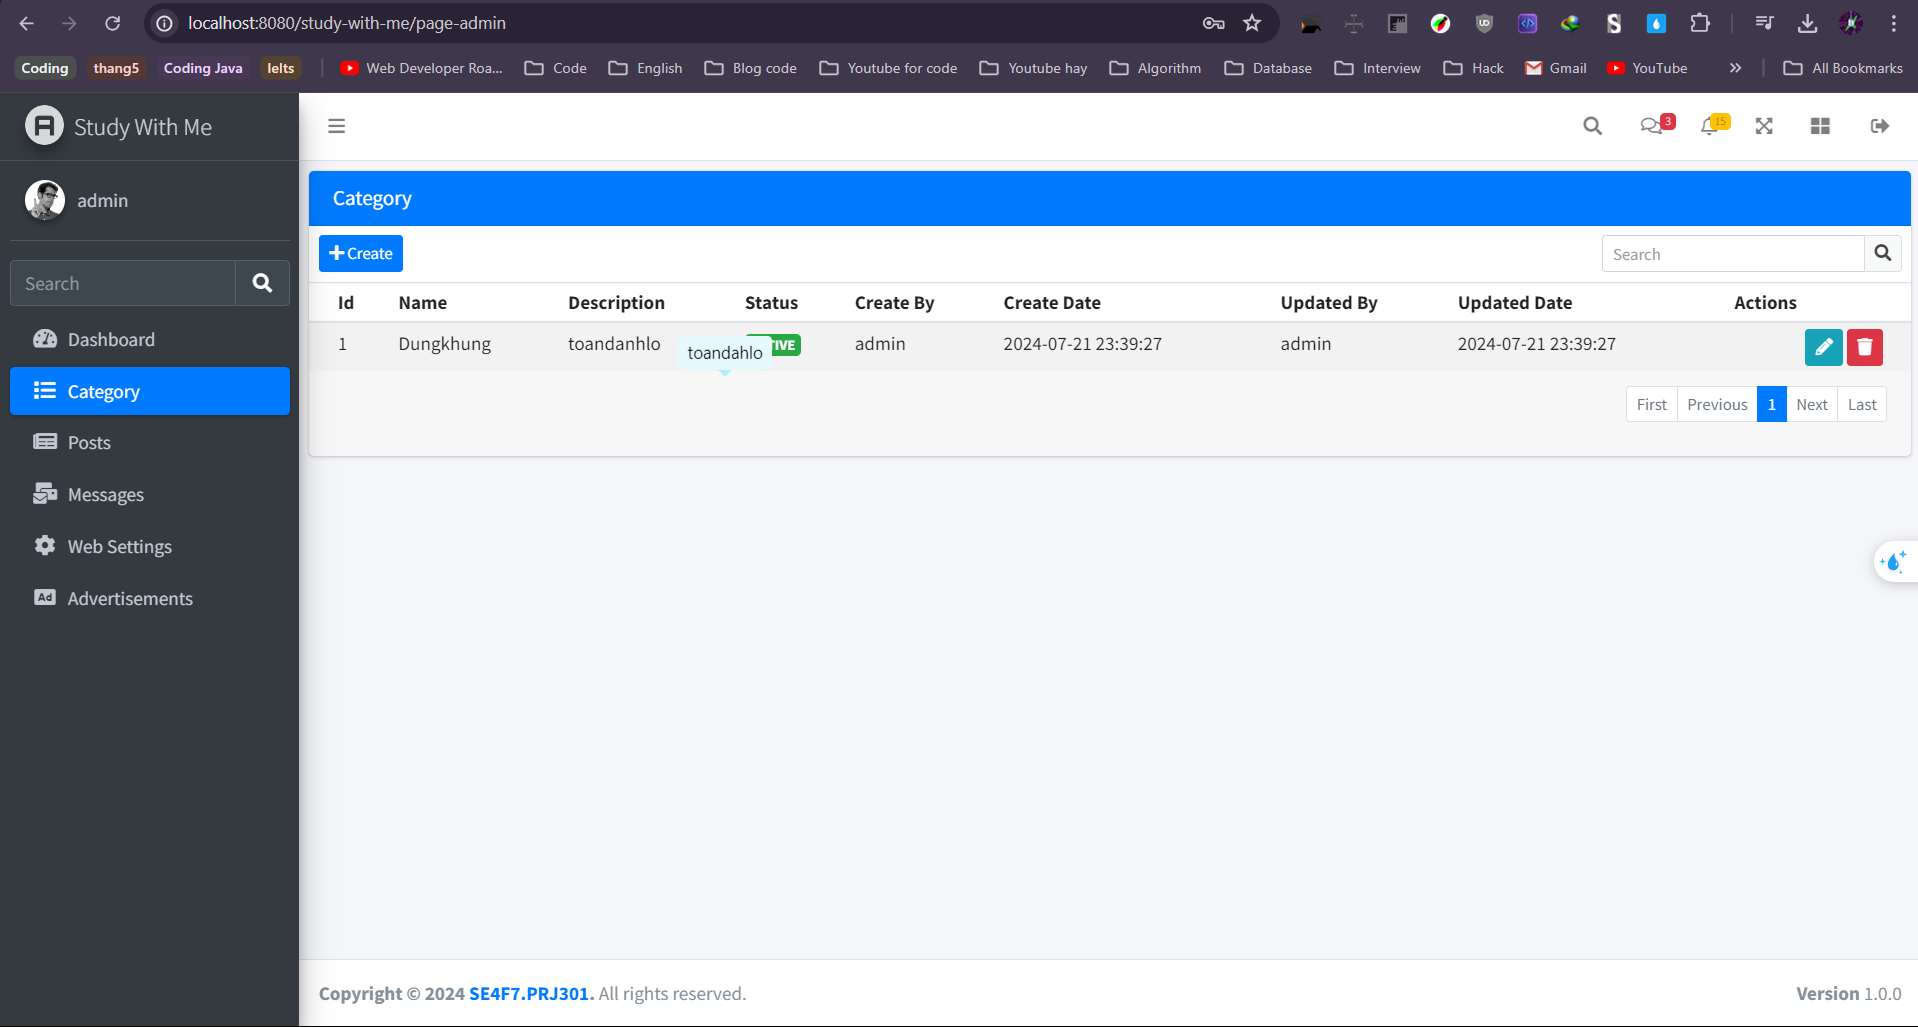 localhost:8080/study-with-me/page-admin
Coding thang5 Coding Java Ielts Web Developer Roa... Code English Blog code Youtube for code Youtube hay Algorithm Database Interview Hack Gmail YouTube » All Bookmarks
Study With Me
3 15
admin
Category
Create
Search
Search
Id Name Description Status Create By Create Date Updated By Updated Date Actions
1 Dungkhung toandanhlo admin 2024-07-21 23:39:27 admin 2024-07-21 23:39:27
toandahlo
First Previous 1 Next Last
Dashboard
Category
Posts
Messages
Web Settings
Ad Advertisements
Copyright © 2024 SE4F7.PRJ301. All rights reserved.
Version 1.0.0